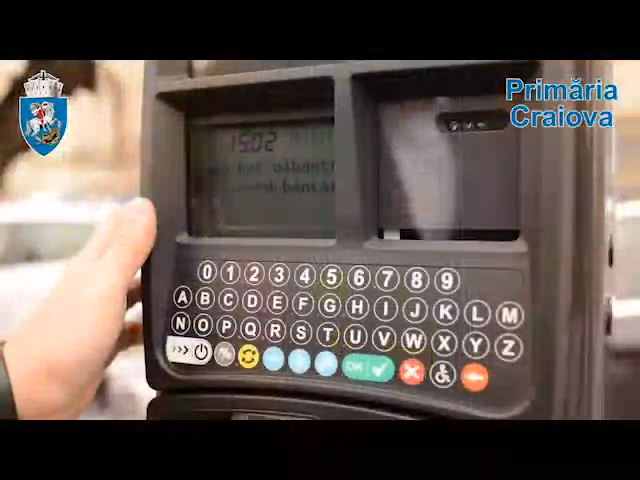 Primăria
Craiova
15:02
0 1 2 3 4 5 6 7 8 9
A B C D E F G H I J K L M
N O P Q R S T U V W X Y Z
>>> OK